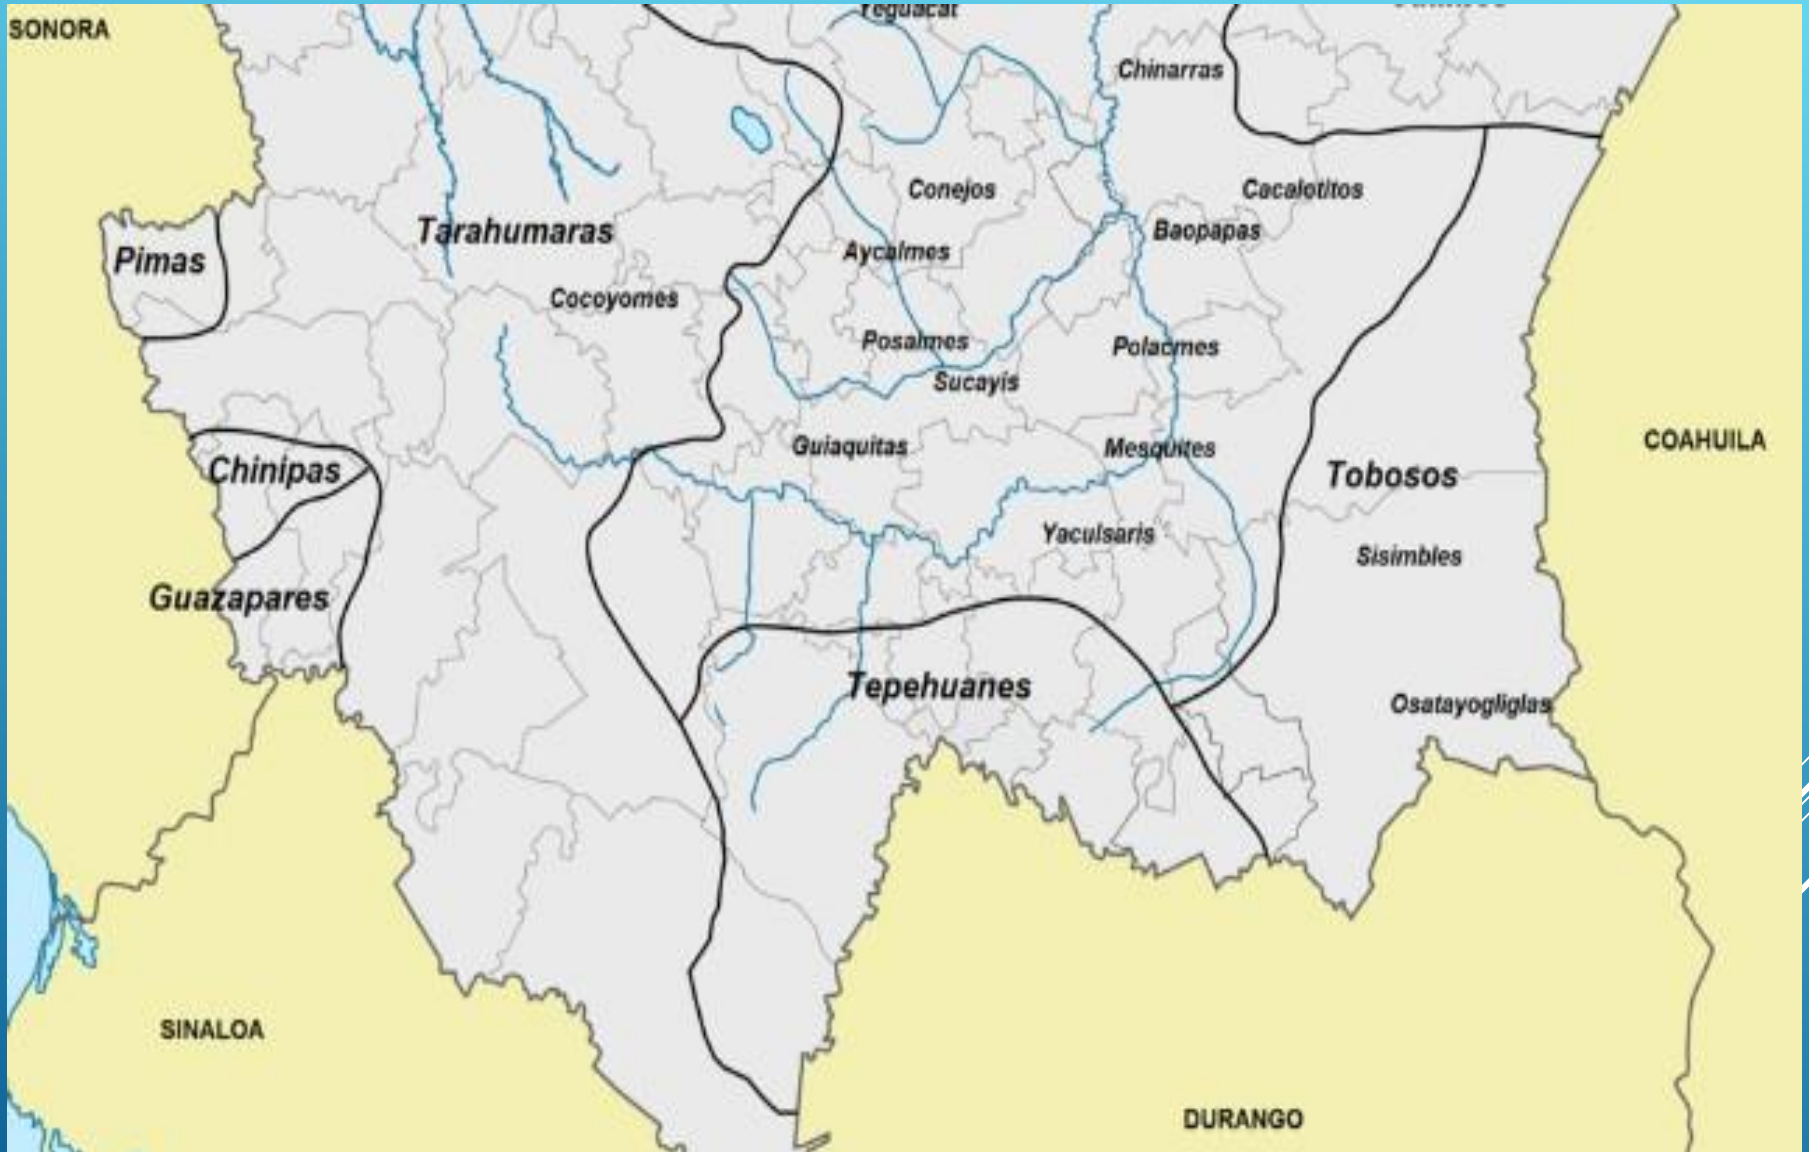 Yeguacat
SONORA
Chinarras
Conejos
Cacalotitos
Tarahumaras
Baopapas
Aycalmes
Pimas
Cocoyomes
Posalmes
Polacmes
Sucayis
COAHUILA
Guiaquitas
Mesquites
Chinipas
Tobosos
Yaculsaris
Sisimbles
Guazapares
Tepehuanes
Osatayogliglas
SINALOA
DURANGO